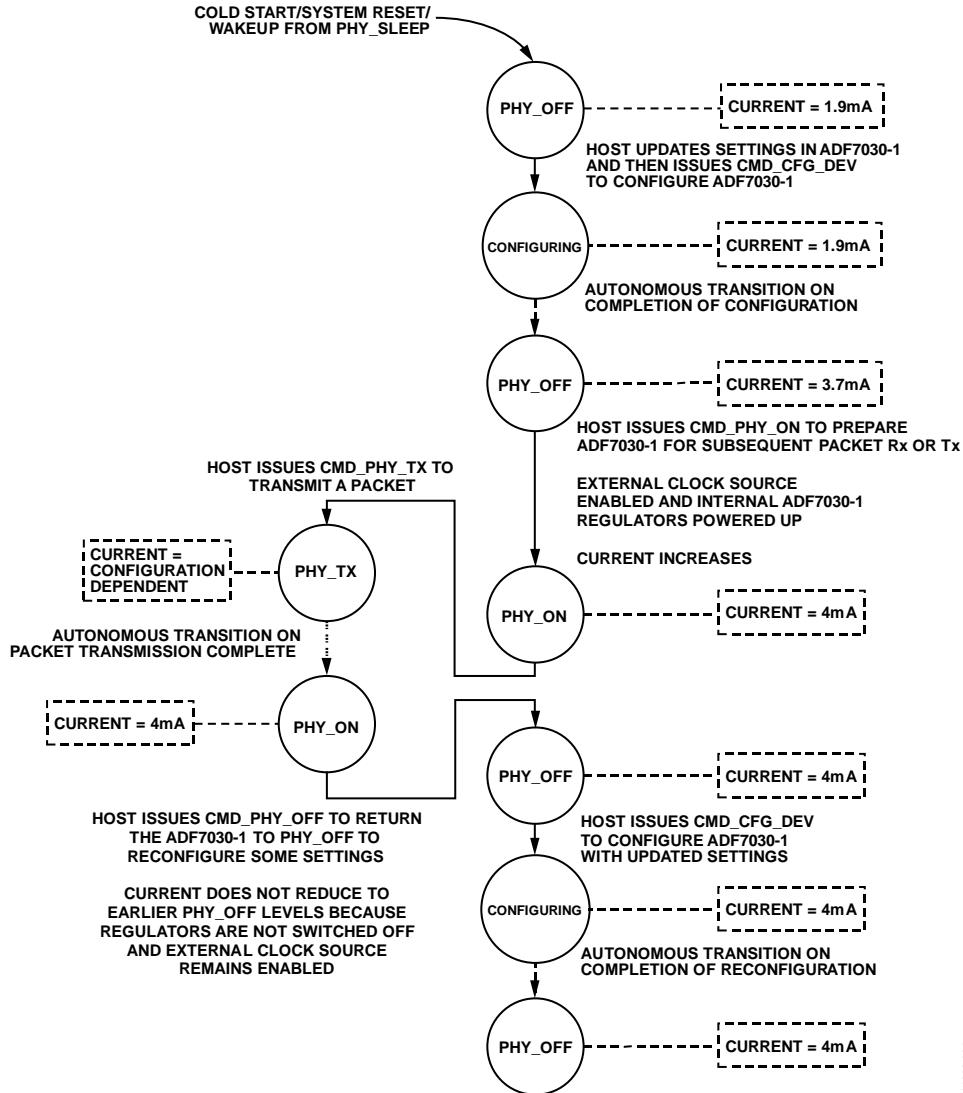 COLD START/SYSTEM RESET/
WAKEUP FROM PHY_SLEEP
PHY_OFF
CURRENT = 1.9mA
HOST UPDATES SETTINGS IN ADF7030-1
AND THEN ISSUES CMD_CFG_DEV
TO CONFIGURE ADF7030-1
CONFIGURING
CURRENT = 1.9mA
AUTONOMOUS TRANSITION ON
COMPLETION OF CONFIGURATION
PHY_OFF
CURRENT = 3.7mA
HOST ISSUES CMD_PHY_ON TO PREPARE
ADF7030-1 FOR SUBSEQUENT PACKET Rx OR Tx
EXTERNAL CLOCK SOURCE
ENABLED AND INTERNAL ADF7030-1
REGULATORS POWERED UP
CURRENT INCREASES
PHY_ON
CURRENT = 4mA
HOST ISSUES CMD_PHY_TX TO
TRANSMIT A PACKET
CURRENT =
CONFIGURATION
DEPENDENT
PHY_TX
AUTONOMOUS TRANSITION ON
PACKET TRANSMISSION COMPLETE
CURRENT = 4mA
PHY_ON
HOST ISSUES CMD_PHY_OFF TO RETURN
THE ADF7030-1 TO PHY_OFF TO
RECONFIGURE SOME SETTINGS
CURRENT DOES NOT REDUCE TO
EARLIER PHY_OFF LEVELS BECAUSE
REGULATORS ARE NOT SWITCHED OFF
AND EXTERNAL CLOCK SOURCE
REMAINS ENABLED
PHY_OFF
CURRENT = 4mA
HOST ISSUES CMD_CFG_DEV
TO CONFIGURE ADF7030-1
WITH UPDATED SETTINGS
CONFIGURING
CURRENT = 4mA
AUTONOMOUS TRANSITION ON
COMPLETION OF RECONFIGURATION
PHY_OFF
CURRENT = 4mA